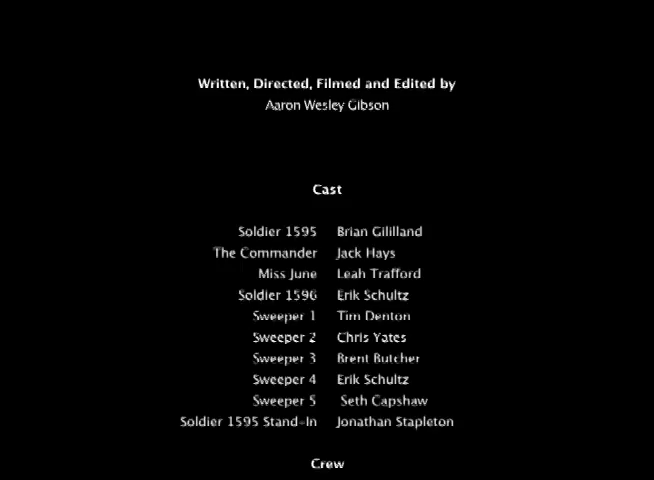 Written, Directed, Filmed and Edited by
Aaron Wesley Gibson
Cast
Soldier 1595 Brian Gililland
The Commander Jack Hays
Miss June Leah Trafford
Soldier 1596 Erik Schultz
Sweeper 1 Tim Denton
Sweeper 2 Chris Yates
Sweeper 3 Brent Butcher
Sweeper 4 Erik Schultz
Sweeper 5 Seth Capshaw
Soldier 1595 Stand-In Jonathan Stapleton
Crew